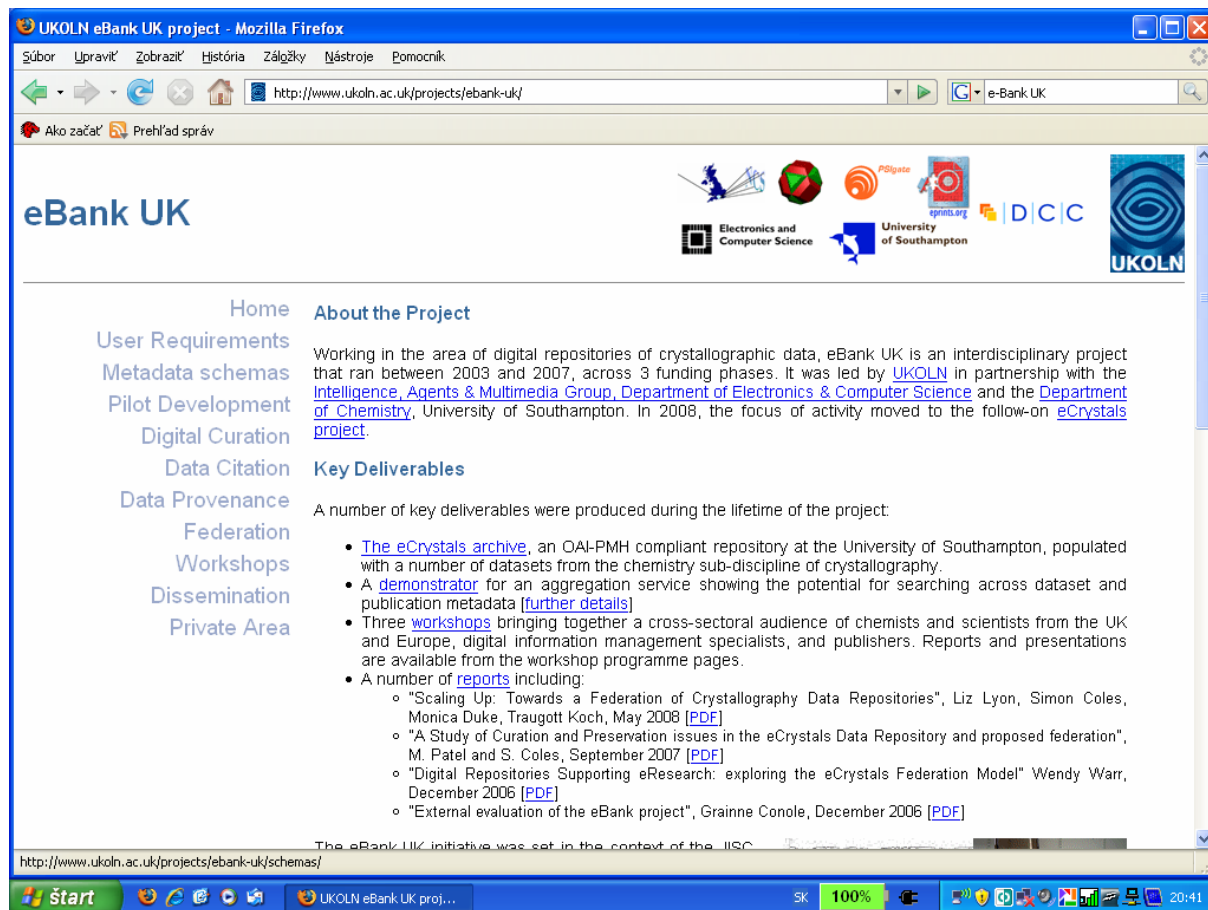 UKOLN eBank UK project - Mozilla Firefox
Súbor Upraviť Zobraziť História Záložky Nástroje Pomocník
http://www.ukoln.ac.uk/projects/ebank-uk/
e-Bank UK
Ako začať Prehľad správ
eBank UK
PSIgate
eprints.org
D|C|C
Electronics and
Computer Science
University
of Southampton
UKOLN
Home
User Requirements
Metadata schemas
Pilot Development
Digital Curation
Data Citation
Data Provenance
Federation
Workshops
Dissemination
Private Area
About the Project
Working in the area of digital repositories of crystallographic data, eBank UK is an interdisciplinary project
that ran between 2003 and 2007, across 3 funding phases. It was led by UKOLN in partnership with the
Intelligence, Agents & Multimedia Group, Department of Electronics & Computer Science and the Department
of Chemistry, University of Southampton. In 2008, the focus of activity moved to the follow-on eCrystals
project.
Key Deliverables
A number of key deliverables were produced during the lifetime of the project:
• The eCrystals archive, an OAI-PMH compliant repository at the University of Southampton, populated
with a number of datasets from the chemistry sub-discipline of crystallography.
• A demonstrator for an aggregation service showing the potential for searching across dataset and
publication metadata [further details]
• Three workshops bringing together a cross-sectoral audience of chemists and scientists from the UK
and Europe, digital information management specialists, and publishers. Reports and presentations
are available from the workshop programme pages.
• A number of reports including:
◦ "Scaling Up: Towards a Federation of Crystallography Data Repositories", Liz Lyon, Simon Coles,
Monica Duke, Traugott Koch, May 2008 [PDF]
◦ "A Study of Curation and Preservation issues in the eCrystals Data Repository and proposed federation",
M. Patel and S. Coles, September 2007 [PDF]
◦ "Digital Repositories Supporting eResearch: exploring the eCrystals Federation Model" Wendy Warr,
December 2006 [PDF]
◦ "External evaluation of the eBank project", Grainne Conole, December 2006 [PDF]
The eBank UK initiative was set in the context of the JISC
http://www.ukoln.ac.uk/projects/ebank-uk/schemas/
štart
UKOLN eBank UK proj...
SK
100%
20:41